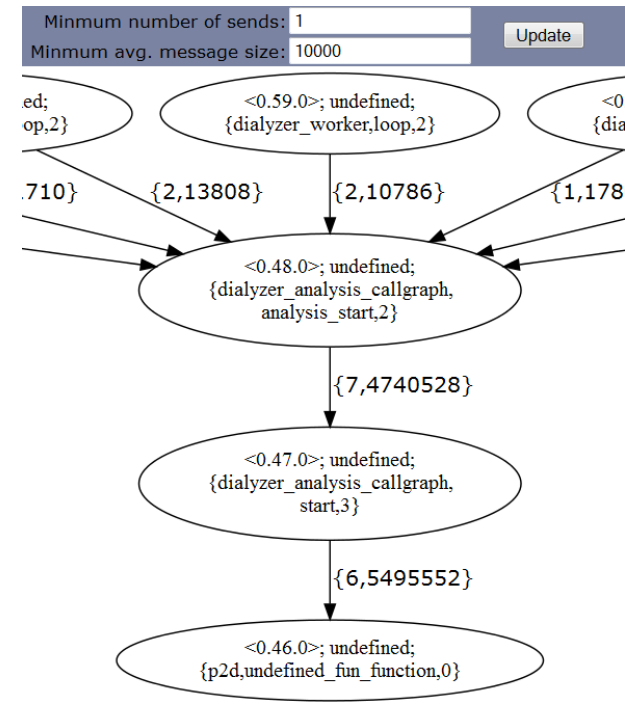 Minmum number of sends: 1
Minmum avg. message size: 10000
Update
ed;
op,2}
<0.59.0>; undefined;
{dialyzer_worker,loop,2}
<0
{dia
710}
{2,13808}
{2,10786}
{1,178
<0.48.0>; undefined;
{dialyzer_analysis_callgraph,
analysis_start,2}
{7,4740528}
<0.47.0>; undefined;
{dialyzer_analysis_callgraph,
start,3}
{6,5495552}
<0.46.0>; undefined;
{p2d,undefined_fun_function,0}